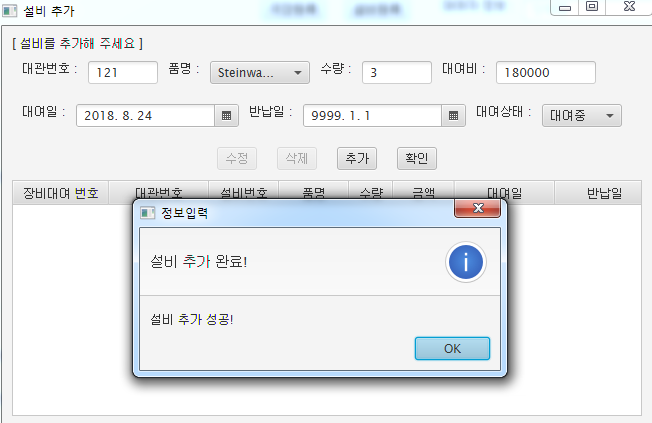 설비 추가
[ 설비를 추가해 주세요 ]
대관번호 : 121 품명 : Steinwa... 수량 : 3 대여비 : 180000
대여일 : 2018. 8. 24 반납일 : 9999. 1. 1 대여상태 : 대여중
수정 삭제 추가 확인
장비대여 번호 대관번호 설비번호 품명 수량 금액 대여일 반납일
정보입력
설비 추가 완료!
설비 추가 성공!
OK